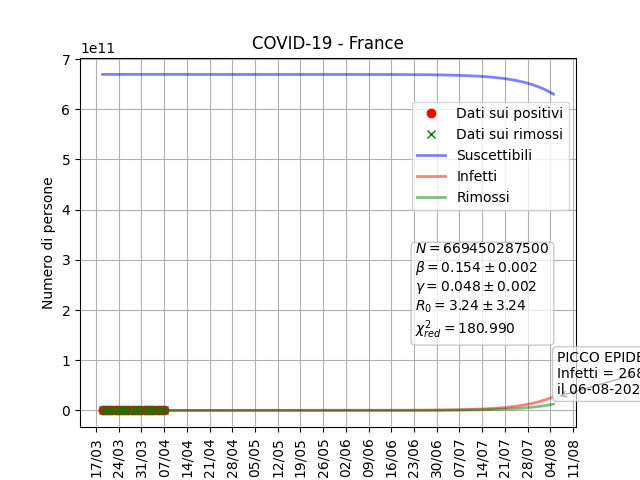 COVID-19 - France
1e11
7
6
5
4
3
2
1
0
Numero di persone
Dati sui positivi
Dati sui rimossi
Suscettibili
Infetti
Rimossi
N = 669450287500
β = 0.154 ± 0.002
γ = 0.048 ± 0.002
R₀ = 3.24 ± 3.24
χ²red = 180.990
PICCO EPIDE
Infetti = 268
il 06-08-202
17/03 24/03 31/03 07/04 14/04 21/04 28/04 05/05 12/05 19/05 26/05 02/06 09/06 16/06 23/06 30/06 07/07 14/07 21/07 28/07 04/08 11/08